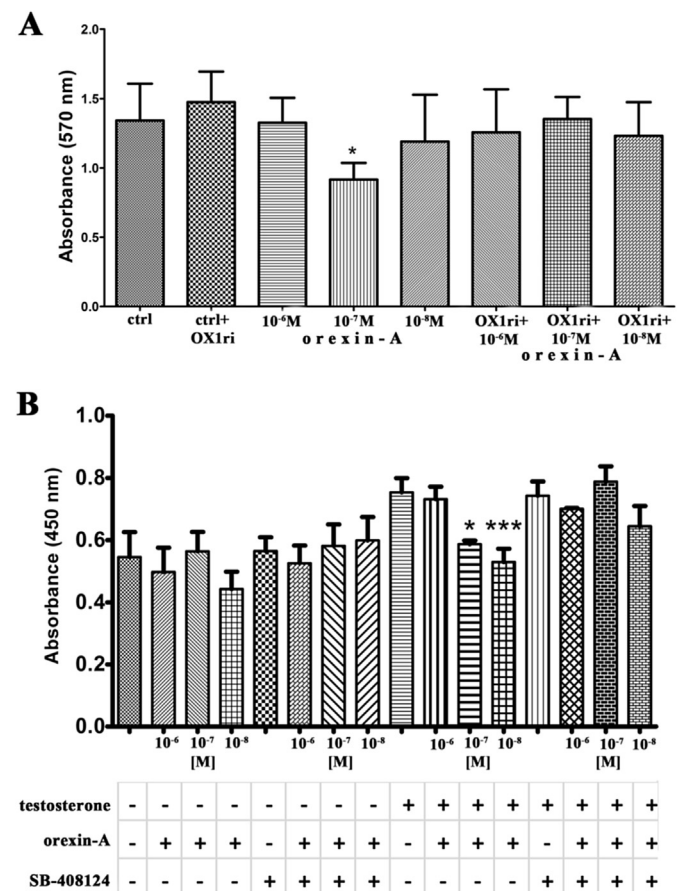 A
Absorbance (570 nm)
2.0
1.5
1.0
0.5
0.0
*
ctrl
ctrl+
OX1ri
10⁻⁶M
10⁻⁷M
10⁻⁸M
orexin-A
OX1ri+
10⁻⁶M
OX1ri+
10⁻⁷M
OX1ri+
10⁻⁸M
orexin-A
B
Absorbance (450 nm)
1.0
0.8
0.6
0.4
0.2
0.0
* ***
10⁻⁶ 10⁻⁷ 10⁻⁸ 10⁻⁶ 10⁻⁷ 10⁻⁸ 10⁻⁶ 10⁻⁷ 10⁻⁸ 10⁻⁶ 10⁻⁷ 10⁻⁸
[M] [M] [M] [M]
testosterone - - - - - - - - + + + + + + + +
orexin-A - + + + - + + + - + + + - + + +
SB-408124 - - - - + + + + - - - - + + + +